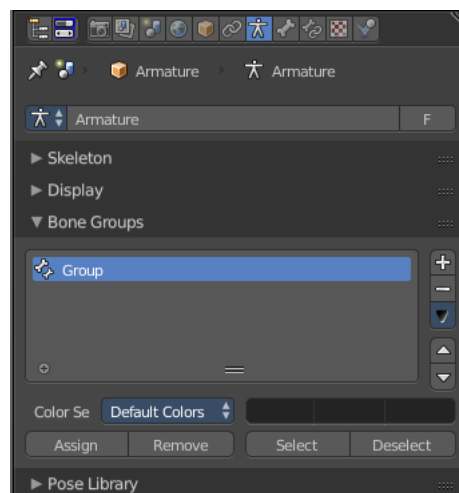 Armature Armature
Armature F
Skeleton
Display
Bone Groups
Group
Color Se Default Colors
Assign Remove Select Deselect
Pose Library